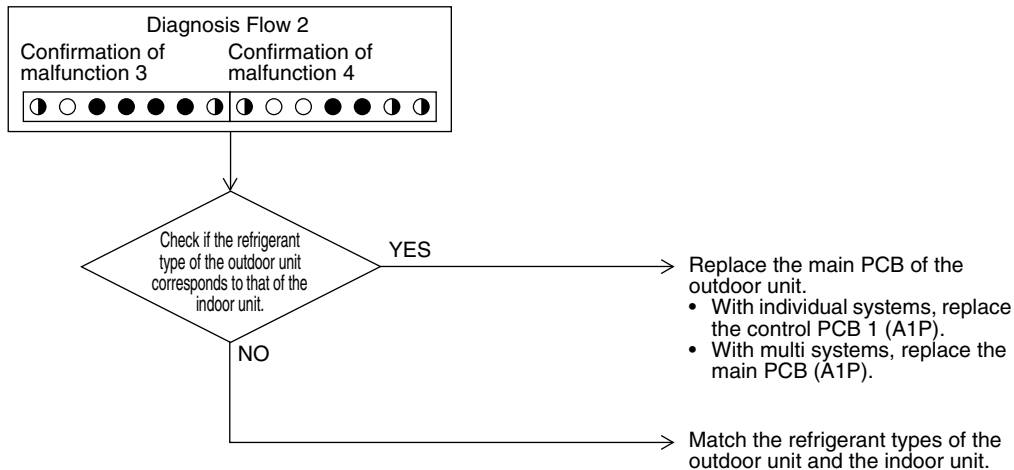 Diagnosis Flow 2
Confirmation of
malfunction 3
Confirmation of
malfunction 4
Check if the refrigerant
type of the outdoor unit
corresponds to that of the
indoor unit.
YES
Replace the main PCB of the
outdoor unit.
• With individual systems, replace
the control PCB 1 (A1P).
• With multi systems, replace the
main PCB (A1P).
NO
Match the refrigerant types of the
outdoor unit and the indoor unit.